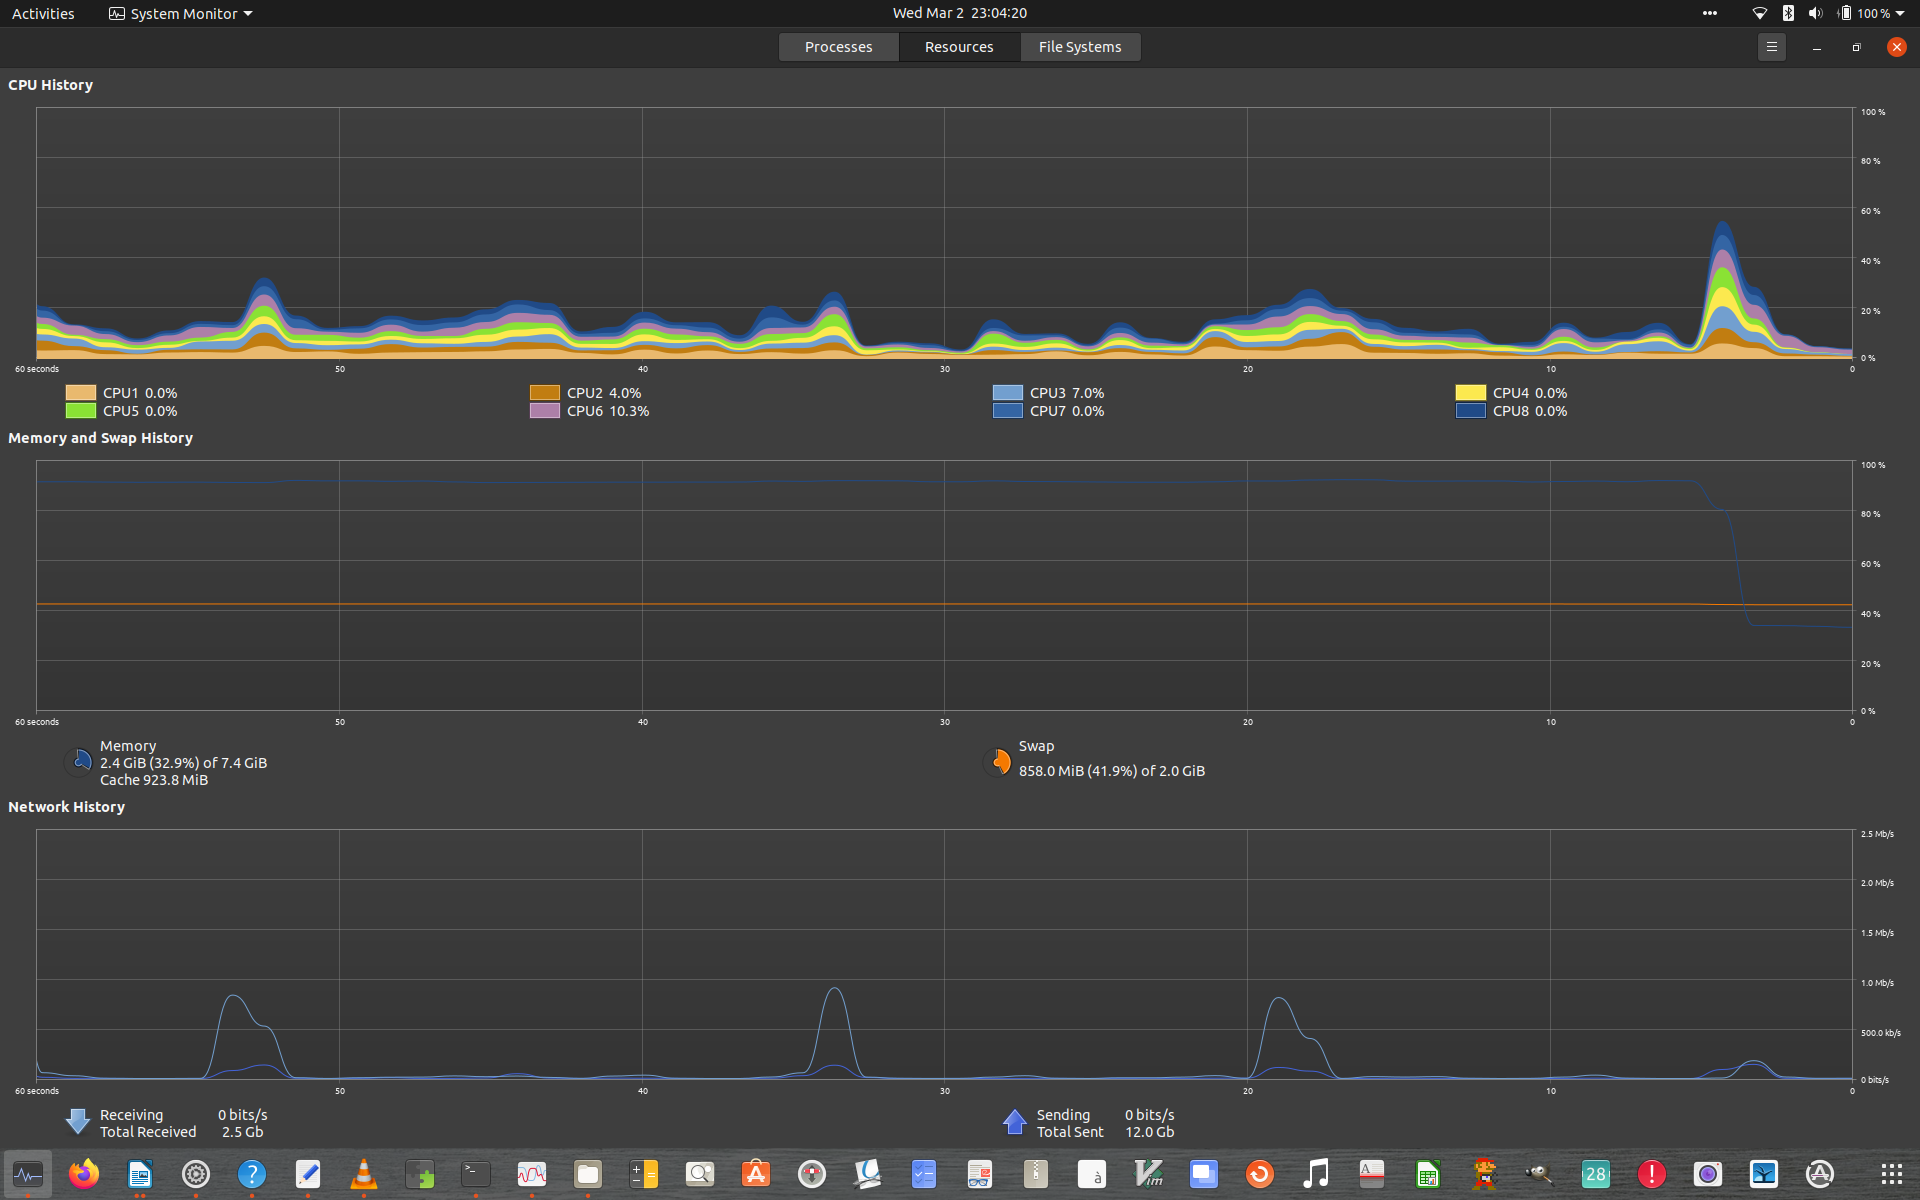 Activities System Monitor Wed Mar 2 23:04:20 100 %
Processes Resources File Systems
CPU History
100 %
80 %
60 %
40 %
20 %
0 %
60 seconds 50 40 30 20 10 0
CPU1 0.0% CPU2 4.0% CPU3 7.0% CPU4 0.0%
CPU5 0.0% CPU6 10.3% CPU7 0.0% CPU8 0.0%
Memory and Swap History
100 %
80 %
60 %
40 %
20 %
0 %
60 seconds 50 40 30 20 10 0
Memory
2.4 GiB (32.9%) of 7.4 GiB
Cache 923.8 MiB
Swap
858.0 MiB (41.9%) of 2.0 GiB
Network History
2.5 Mb/s
2.0 Mb/s
1.5 Mb/s
1.0 Mb/s
500.0 kb/s
0 bits/s
60 seconds 50 40 30 20 10 0
Receiving 0 bits/s Sending 0 bits/s
Total Received 2.5 Gb Total Sent 12.0 Gb
? >_ A à Vim A 28 !